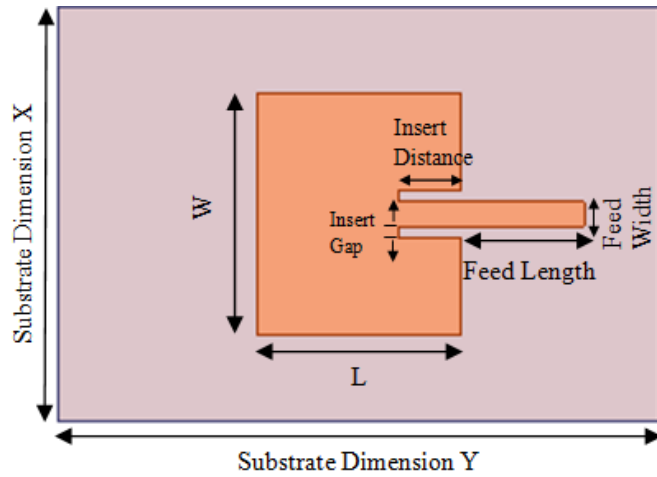 Substrate Dimension X
W
Insert
Distance
Insert
Gap
Feed
Width
Feed Length
L
Substrate Dimension Y